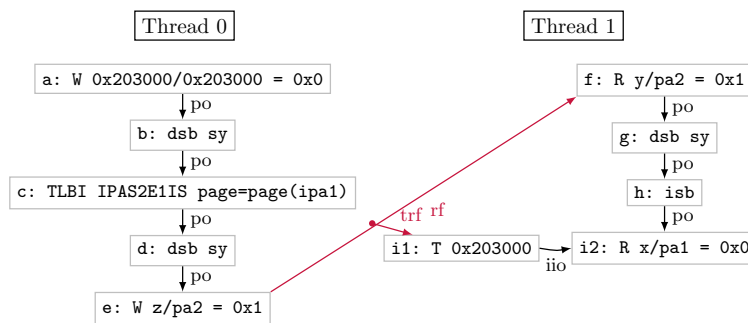 Thread 0
Thread 1
a: W 0x203000/0x203000 = 0x0
po
b: dsb sy
po
c: TLBI IPAS2E1IS page=page(ipa1)
po
d: dsb sy
po
e: W z/pa2 = 0x1
trf
rf
f: R y/pa2 = 0x1
po
g: dsb sy
po
h: isb
po
i1: T 0x203000
iio
i2: R x/pa1 = 0x0